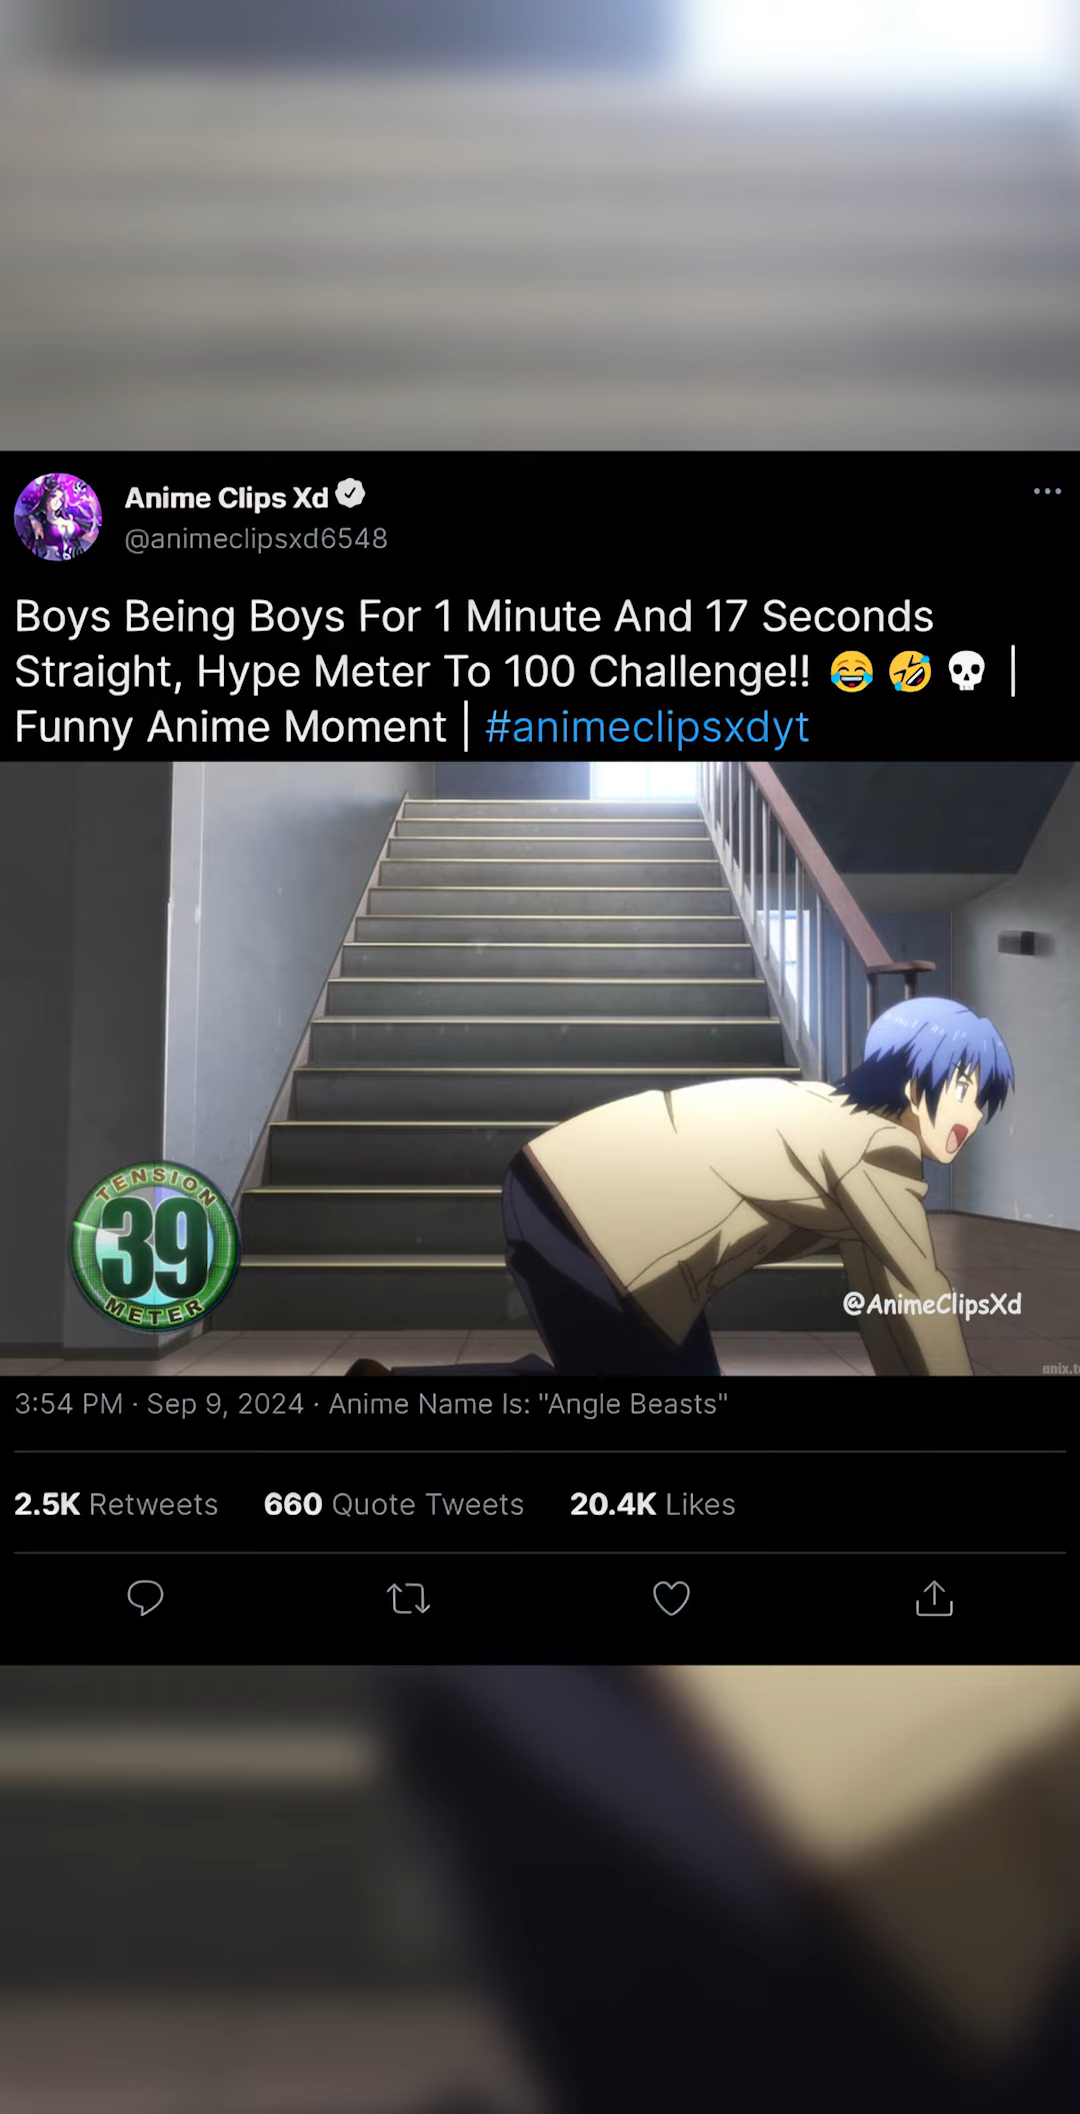 Anime Clips Xd
@animeclipsxd6548
Boys Being Boys For 1 Minute And 17 Seconds
Straight, Hype Meter To 100 Challenge!! 😂 🤣 💀 |
Funny Anime Moment | #animeclipsxdyt
TENSION
39
METER
@AnimeClipsXd
3:54 PM · Sep 9, 2024 · Anime Name Is: "Angle Beasts"
2.5K Retweets 660 Quote Tweets 20.4K Likes